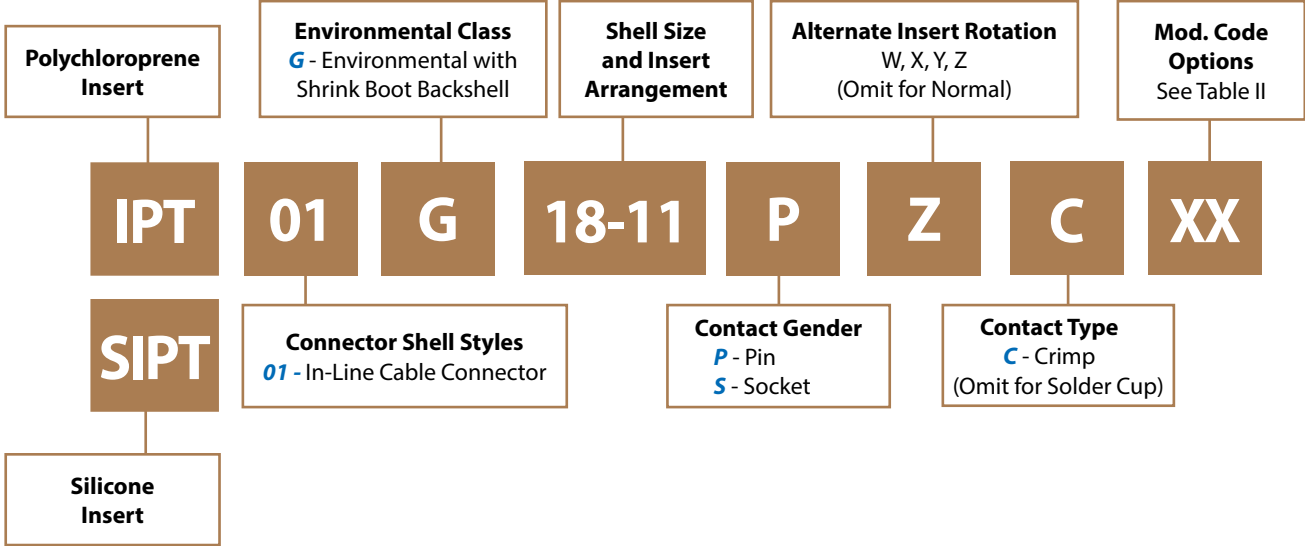 Polychloroprene
Insert
Environmental Class
G - Environmental with
Shrink Boot Backshell
Shell Size
and Insert
Arrangement
Alternate Insert Rotation
W, X, Y, Z
(Omit for Normal)
Mod. Code
Options
See Table II
IPT
01
G
18-11
P
Z
C
XX
SIPT
Connector Shell Styles
01 - In-Line Cable Connector
Contact Gender
P - Pin
S - Socket
Contact Type
C - Crimp
(Omit for Solder Cup)
Silicone
Insert